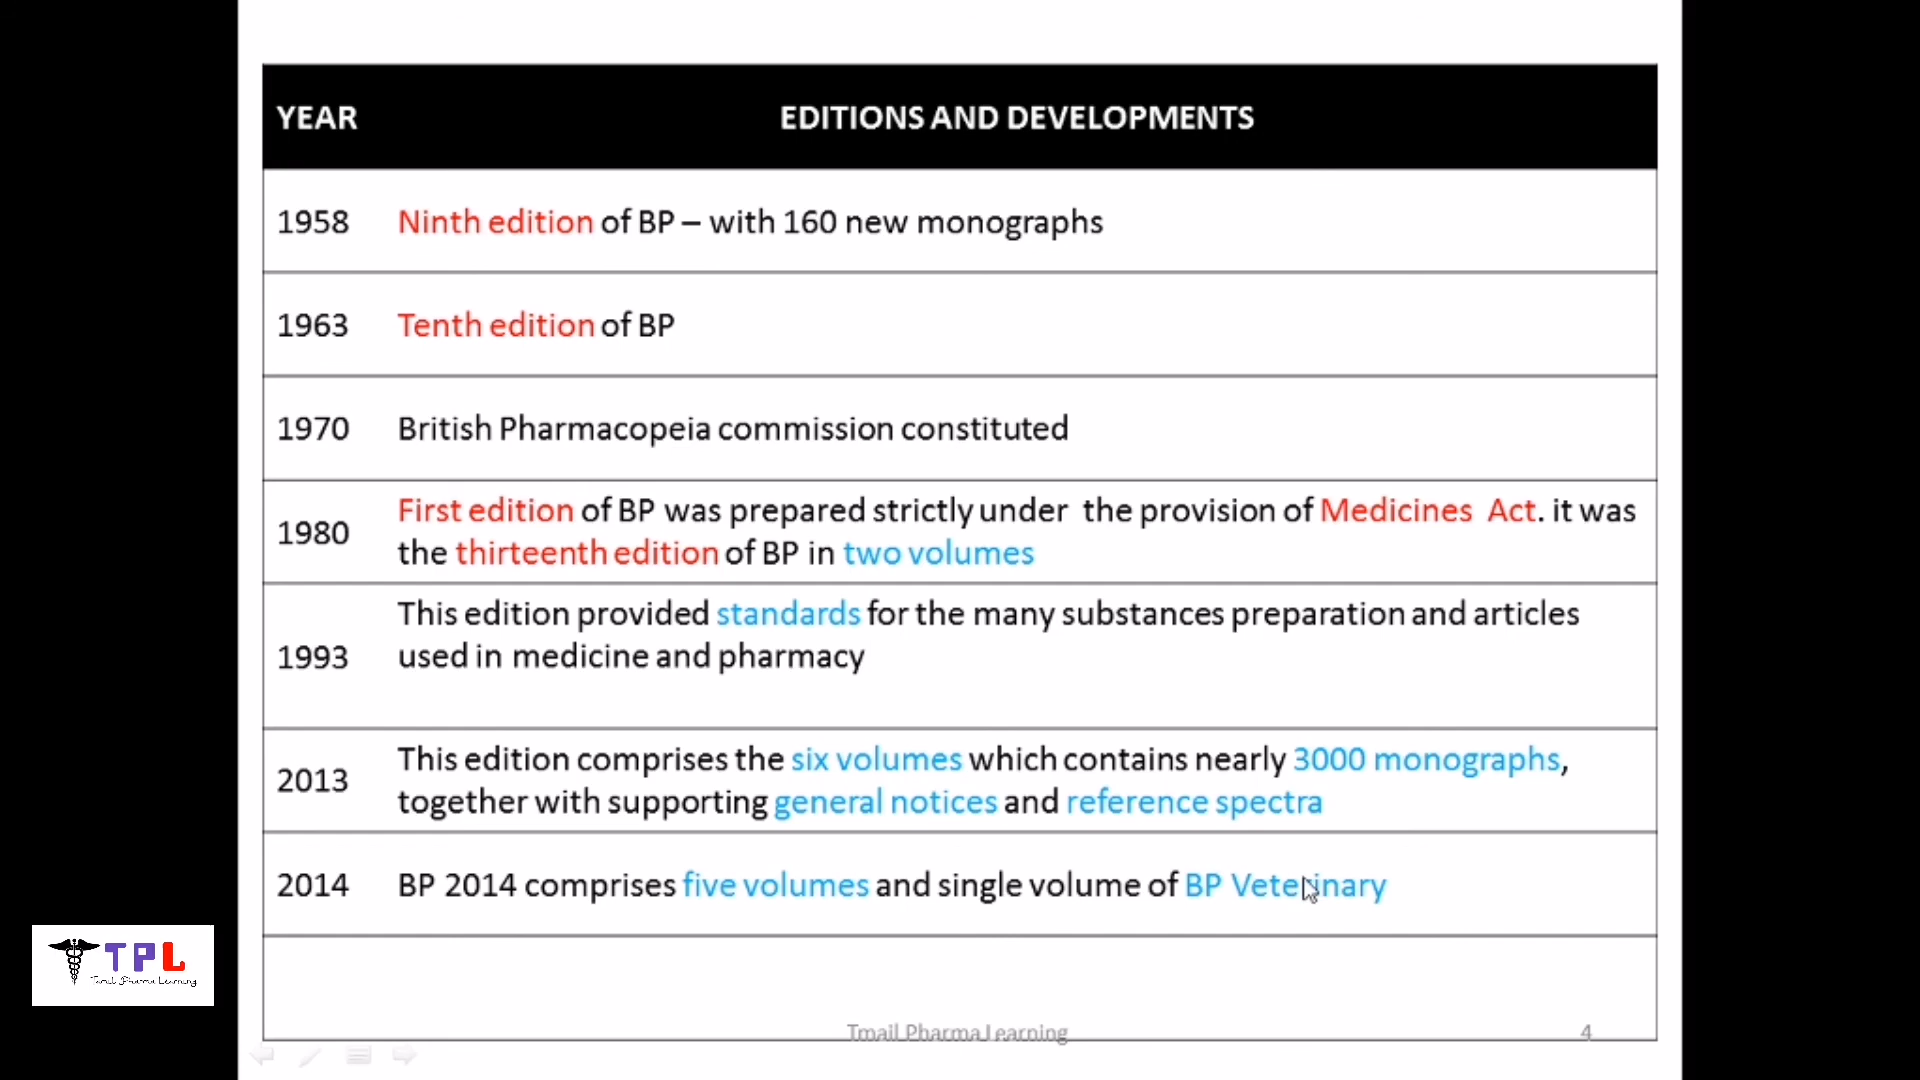 YEAR EDITIONS AND DEVELOPMENTS
1958 Ninth edition of BP – with 160 new monographs
1963 Tenth edition of BP
1970 British Pharmacopeia commission constituted
1980 First edition of BP was prepared strictly under the provision of Medicines Act. it was
the thirteenth edition of BP in two volumes
1993 This edition provided standards for the many substances preparation and articles
used in medicine and pharmacy
2013 This edition comprises the six volumes which contains nearly 3000 monographs,
together with supporting general notices and reference spectra
2014 BP 2014 comprises five volumes and single volume of BP Veterinary
TPL
Tamil Pharma Learning
Tmail Pharma Learning 4